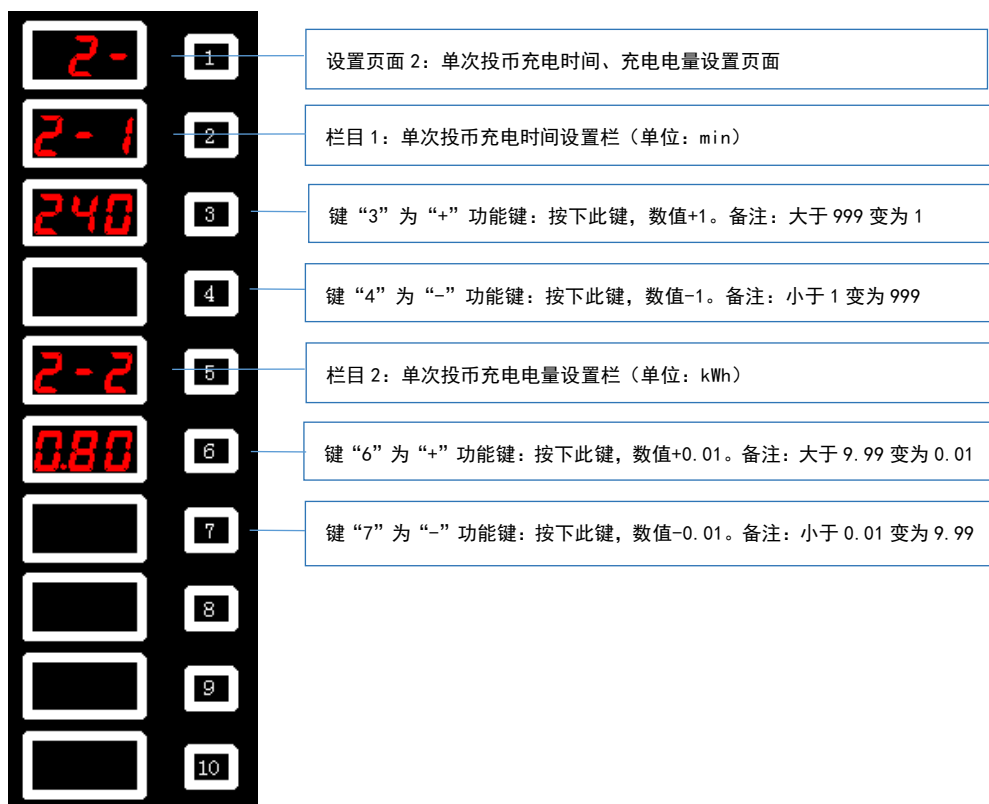 2-
1
设置页面 2：单次投币充电时间、充电电量设置页面
2-1
2
栏目 1：单次投币充电时间设置栏（单位：min）
240
3
键“3”为“+”功能键：按下此键，数值+1。备注：大于 999 变为 1
4
键“4”为“-”功能键：按下此键，数值-1。备注：小于 1 变为 999
2-2
5
栏目 2：单次投币充电电量设置栏（单位：kWh）
0.80
6
键“6”为“+”功能键：按下此键，数值+0.01。备注：大于 9.99 变为 0.01
7
键“7”为“-”功能键：按下此键，数值-0.01。备注：小于 0.01 变为 9.99
8
9
10